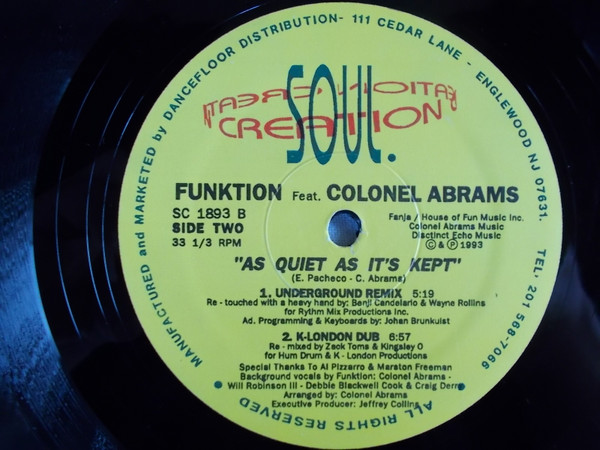 MANUFACTURED and MARKETED by DANCEFLOOR DISTRIBUTION- 111 CEDAR LANE - ENGLEWOOD NJ 07631. TEL. 201 568-7066
SOUL.
CREATION
FUNKTION Feat. COLONEL ABRAMS
SC 1893 B
SIDE TWO
33 1/3 RPM
Fanja / House of Fun Music Inc.
Colonel Abrams Music
Disctinct Echo Music
© & ℗ 1993
"AS QUIET AS IT'S KEPT"
(E. Pacheco - C. Abrams)
1. UNDERGROUND REMIX 5:19
Re - touched with a heavy hand by: Benji Candelario & Wayne Rollins
for Rythm Mix Productions Inc.
Ad. Programming & Keyboards by: Johan Brunkuist
2. K-LONDON DUB 6:57
Re - mixed by Zack Toms & Kingsley O
for Hum Drum & K - London Productions
Special Thanks To Al Pizzarro & Marston Freeman
Background vocals by Funktion: Colonel Abrams -
Will Robinson III - Debbie Blackwell Cook & Craig Derry
Arranged by: Colonel Abrams
Executive Producer: Jeffrey Collins
ALL RIGHTS RESERVED